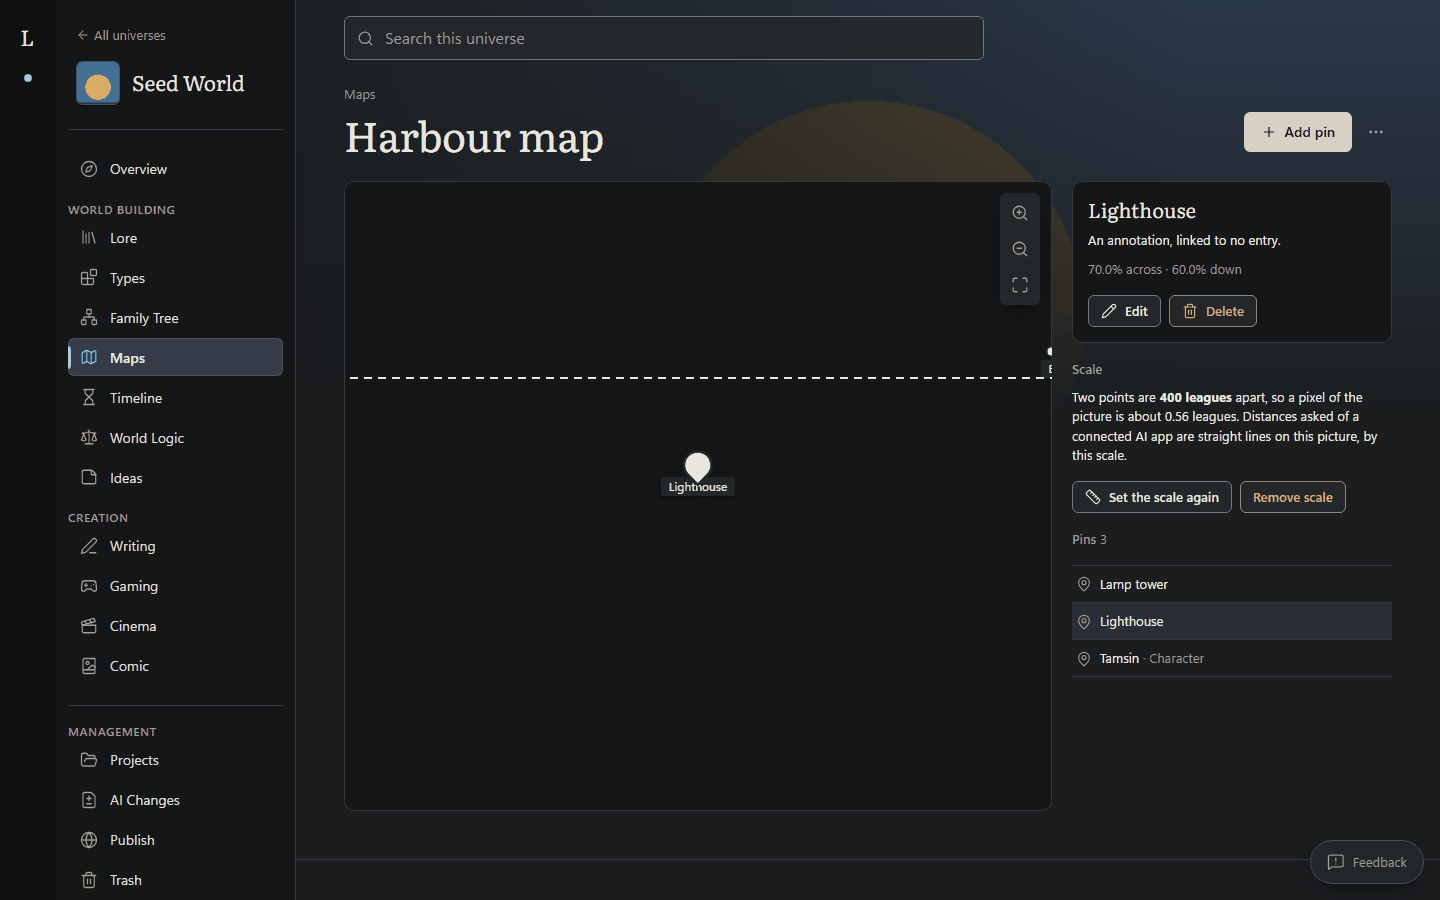 L
All universes
Seed World
Overview
WORLD BUILDING
Lore
Types
Family Tree
Maps
Timeline
World Logic
Ideas
CREATION
Writing
Gaming
Cinema
Comic
MANAGEMENT
Projects
AI Changes
Publish
Trash
Search this universe
Maps
Harbour map
Add pin
Lighthouse
Lighthouse
An annotation, linked to no entry.
70.0% across · 60.0% down
Edit
Delete
Scale
Two points are 400 leagues apart, so a pixel of the
picture is about 0.56 leagues. Distances asked of a
connected AI app are straight lines on this picture, by
this scale.
Set the scale again
Remove scale
Pins 3
Lamp tower
Lighthouse
Tamsin · Character
Feedback